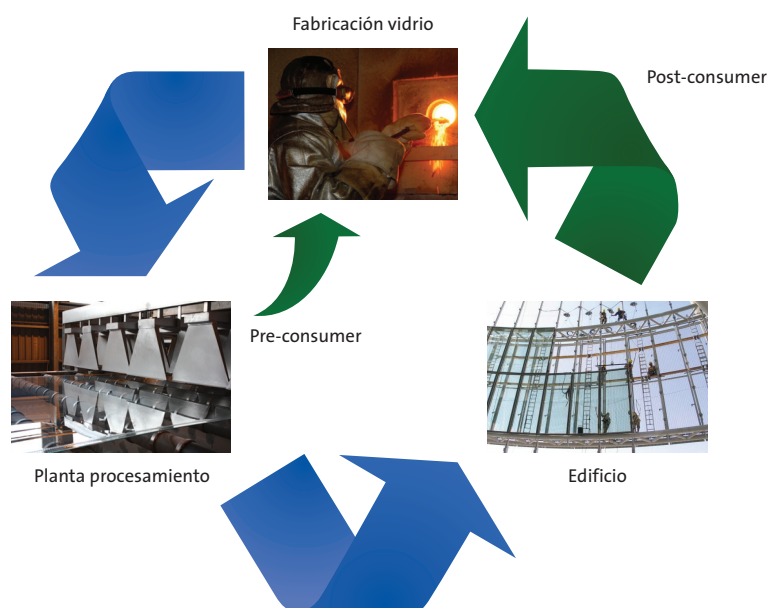 Fabricación vidrio
Post-consumer
Pre-consumer
Planta procesamiento
Edificio